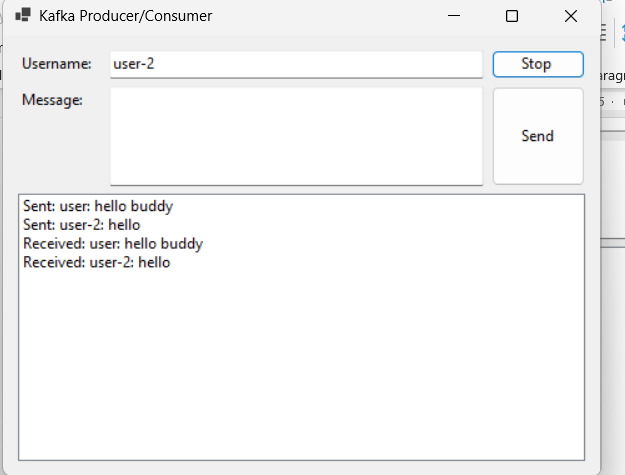 Kafka Producer/Consumer
Username: user-2 Stop
Message:
Send
Sent: user: hello buddy
Sent: user-2: hello
Received: user: hello buddy
Received: user-2: hello